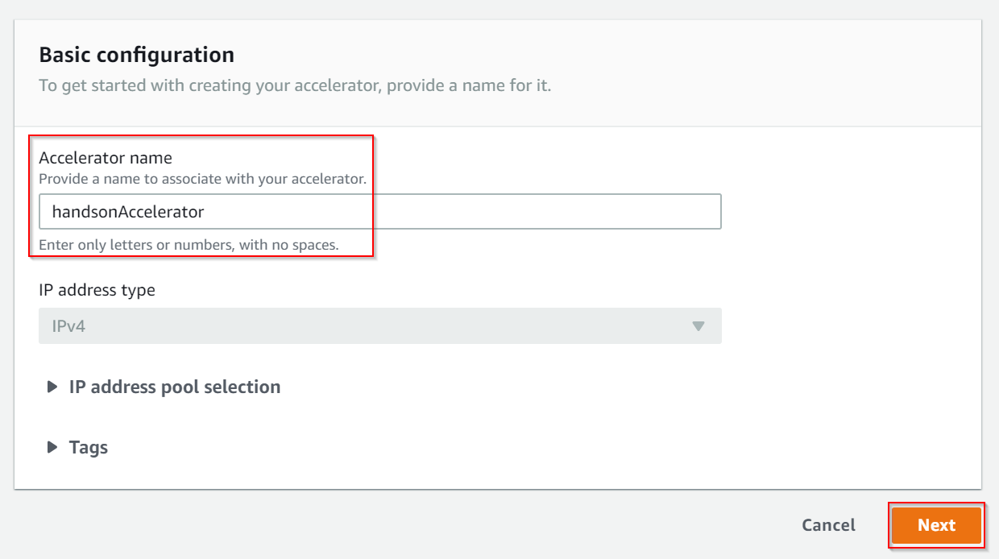 Basic configuration
To get started with creating your accelerator, provide a name for it.
Accelerator name
Provide a name to associate with your accelerator.
handsonAccelerator
Enter only letters or numbers, with no spaces.
IP address type
IPv4
IP address pool selection
Tags
Cancel
Next